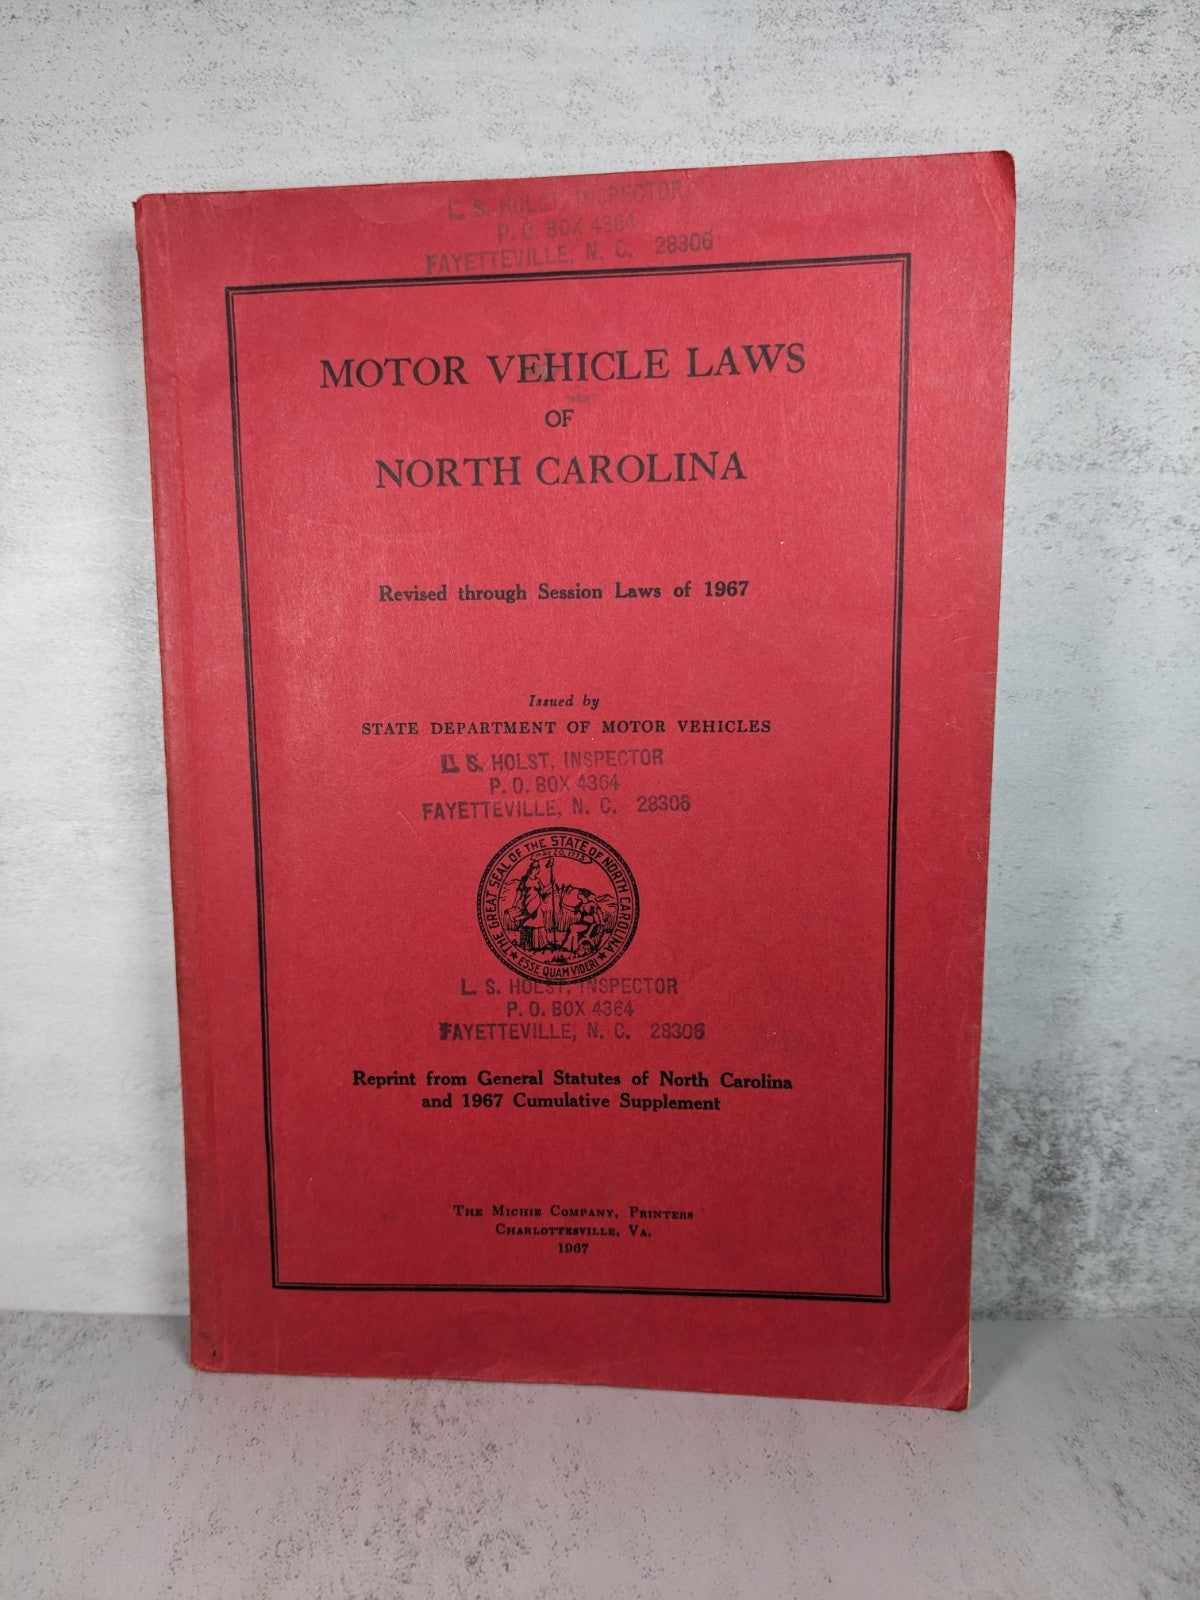 L. S. HOLST, INSPECTOR
P. O. BOX 4364
FAYETTEVILLE, N. C. 28306
MOTOR VEHICLE LAWS
OF
NORTH CAROLINA
Revised through Session Laws of 1967
Issued by
STATE DEPARTMENT OF MOTOR VEHICLES
L. S. HOLST, INSPECTOR
P. O. BOX 4364
FAYETTEVILLE, N. C. 28306
THE GREAT SEAL OF THE STATE OF NORTH CAROLINA
MAY 20, 1775
ESSE QUAM VIDERI
L. S. HOLST, INSPECTOR
P. O. BOX 4364
FAYETTEVILLE, N. C. 28306
Reprint from General Statutes of North Carolina
and 1967 Cumulative Supplement
THE MICHIE COMPANY, PRINTERS
CHARLOTTESVILLE, VA.
1967